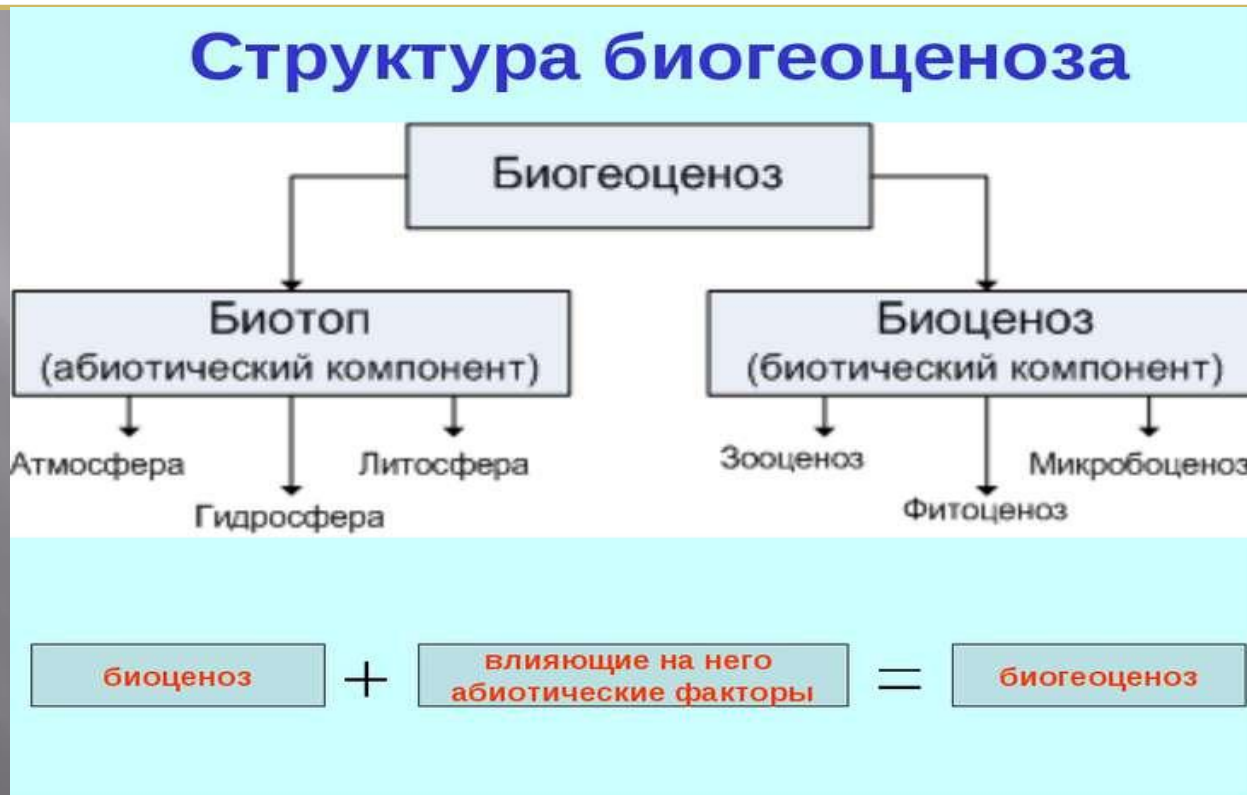 Структура биогеоценоза
Биогеоценоз
Биотоп
(абиотический компонент)
Биоценоз
(биотический компонент)
Атмосфера
Литосфера
Гидросфера
Зооценоз
Микробоценоз
Фитоценоз
биоценоз
+
влияющие на него
абиотические факторы
=
биогеоценоз